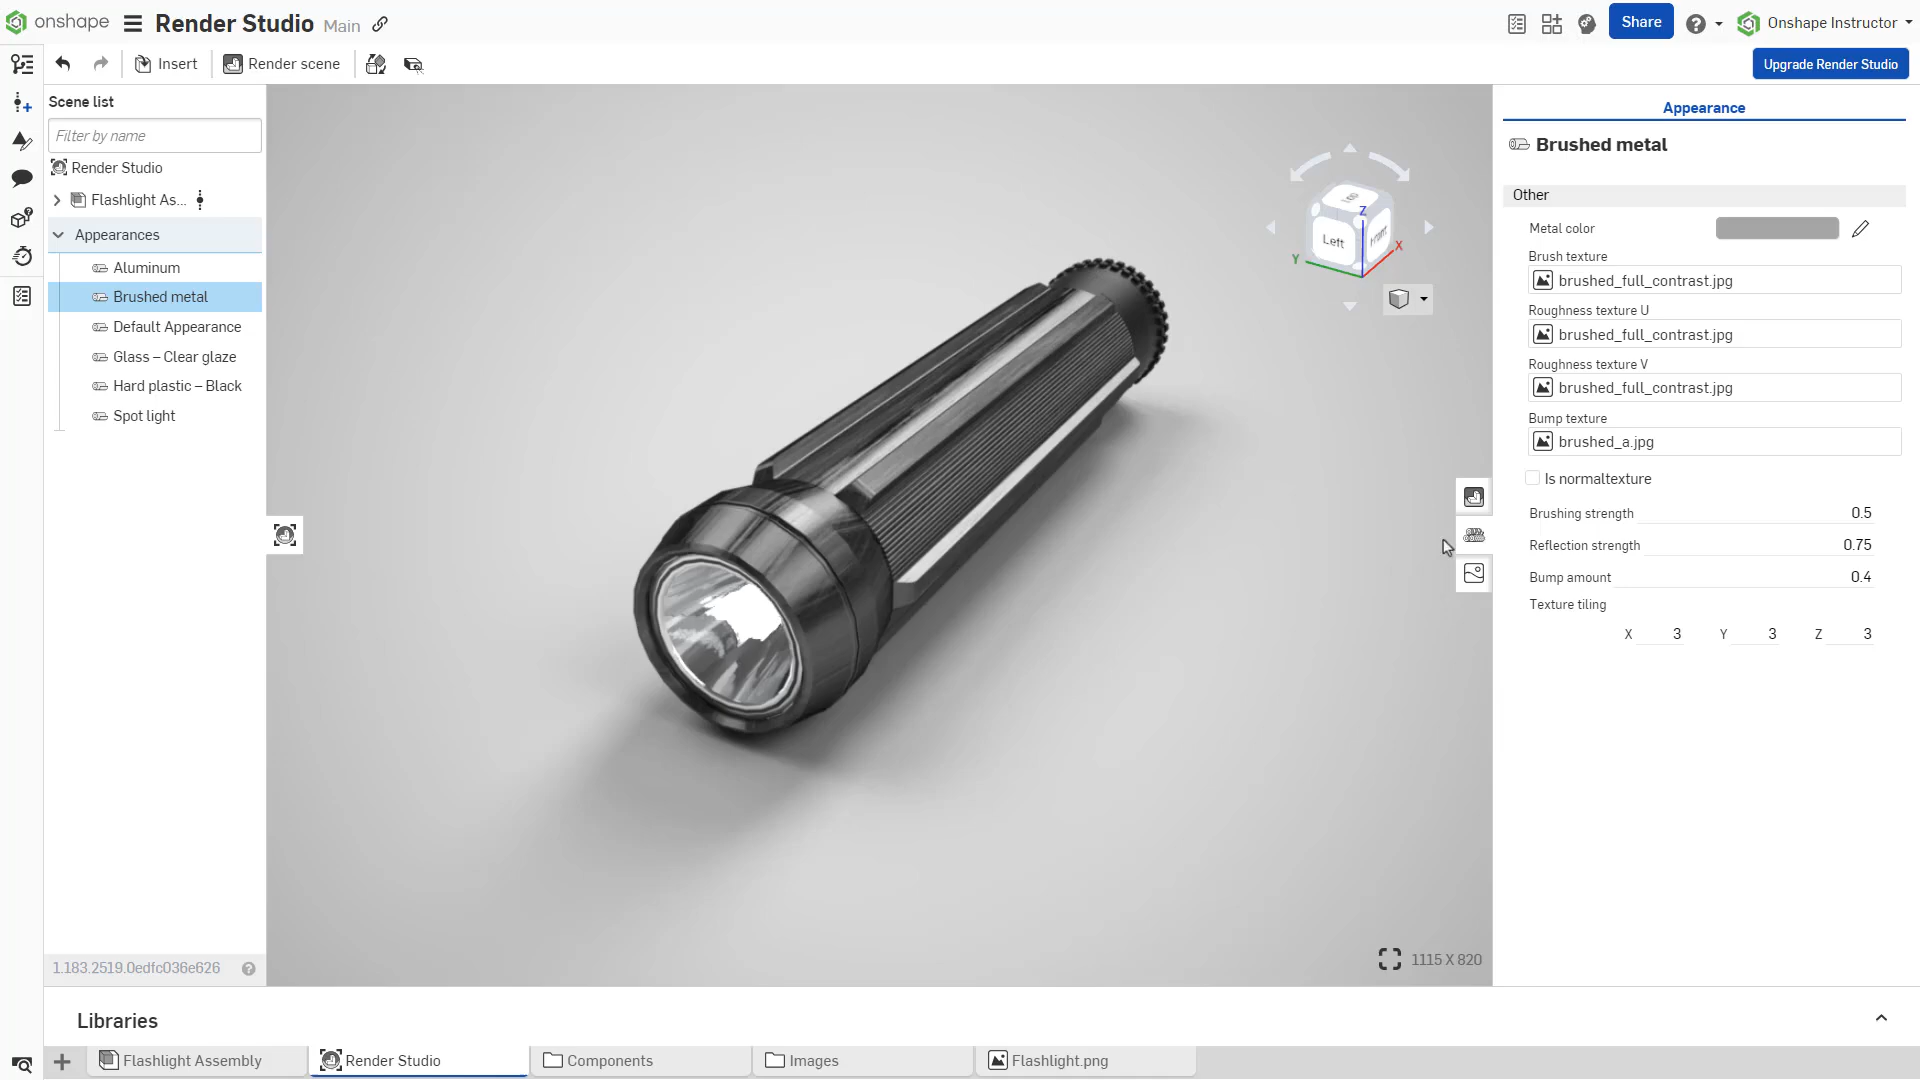 onshape
Render Studio Main
Share
Onshape Instructor
Insert
Render scene
Upgrade Render Studio
Scene list
Filter by name
Render Studio
Flashlight As...
Appearances
Aluminum
Brushed metal
Default Appearance
Glass – Clear glaze
Hard plastic – Black
Spot light
1.183.2519.0edfc036e626
Left
Front
Z
X
Y
1115 X 820
Appearance
Brushed metal
Other
Metal color
Brush texture
brushed_full_contrast.jpg
Roughness texture U
brushed_full_contrast.jpg
Roughness texture V
brushed_full_contrast.jpg
Bump texture
brushed_a.jpg
Is normaltexture
Brushing strength 0.5
Reflection strength 0.75
Bump amount 0.4
Texture tiling
X 3 Y 3 Z 3
Libraries
Flashlight Assembly
Render Studio
Components
Images
Flashlight.png